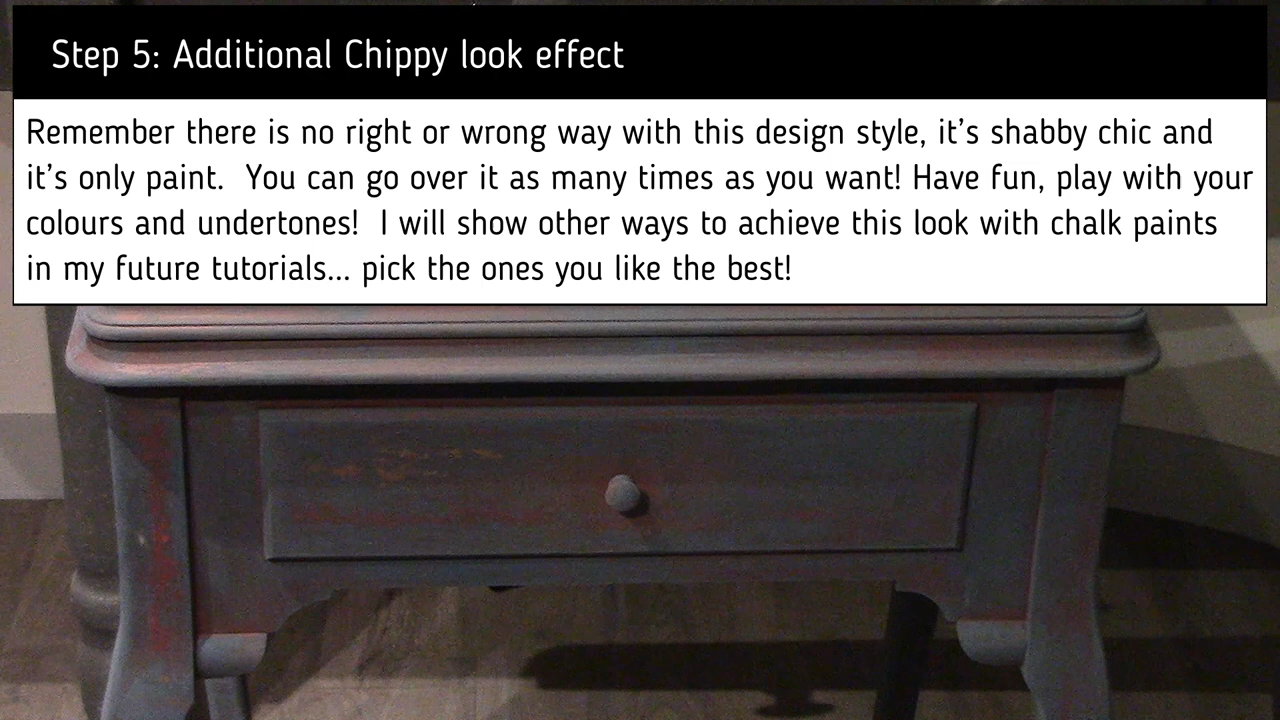 Step 5: Additional Chippy look effect
Remember there is no right or wrong way with this design style, it's shabby chic and
it's only paint.  You can go over it as many times as you want! Have fun, play with your
colours and undertones!  I will show other ways to achieve this look with chalk paints
in my future tutorials... pick the ones you like the best!